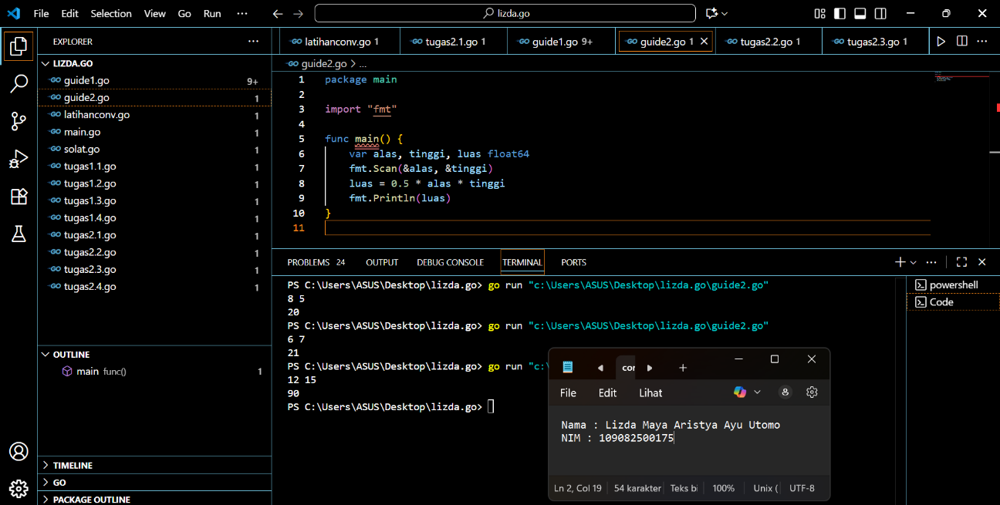 File Edit Selection View Go Run ··· lizda.go
EXPLORER ···
LIZDA.GO
guide1.go 9+
guide2.go 1
latihanconv.go 1
main.go 1
solat.go 1
tugas1.1.go 1
tugas1.2.go 1
tugas1.3.go 1
tugas1.4.go 1
tugas2.1.go 1
tugas2.2.go 1
tugas2.3.go 1
tugas2.4.go 1
OUTLINE
main func() 1
TIMELINE
GO
PACKAGE OUTLINE
GO latihanconv.go 1 GO tugas2.1.go 1 GO guide1.go 9+ GO guide2.go 1 GO tugas2.2.go 1 GO tugas2.3.go 1
GO guide2.go > ...
1 package main
2
3 import "fmt"
4
5 func main() {
6 var alas, tinggi, luas float64
7 fmt.Scan(&alas, &tinggi)
8 luas = 0.5 * alas * tinggi
9 fmt.Println(luas)
10 }
11
PROBLEMS 24 OUTPUT DEBUG CONSOLE TERMINAL PORTS
PS C:\Users\ASUS\Desktop\lizda.go> go run "c:\Users\ASUS\Desktop\lizda.go\guide2.go"
8 5
20
PS C:\Users\ASUS\Desktop\lizda.go> go run "c:\Users\ASUS\Desktop\lizda.go\guide2.go"
6 7
21
PS C:\Users\ASUS\Desktop\lizda.go> go run "c:\
12 15
90
PS C:\Users\ASUS\Desktop\lizda.go>
powershell
Code
File Edit Lihat
Nama : Lizda Maya Aristya Ayu Utomo
NIM : 109082500175
Ln 2, Col 19 54 karakter Teks bi 100% Unix ( UTF-8